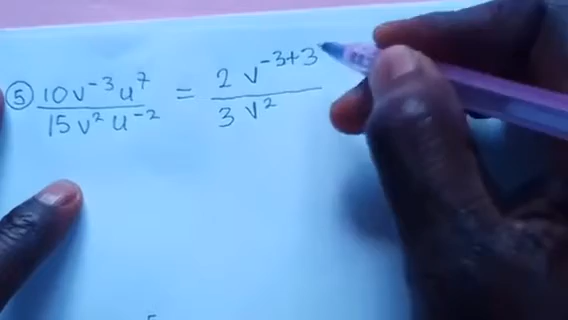 ⑤ 10v⁻³u⁷ / 15v²u⁻² = 2v⁻³⁺³ / 3v²